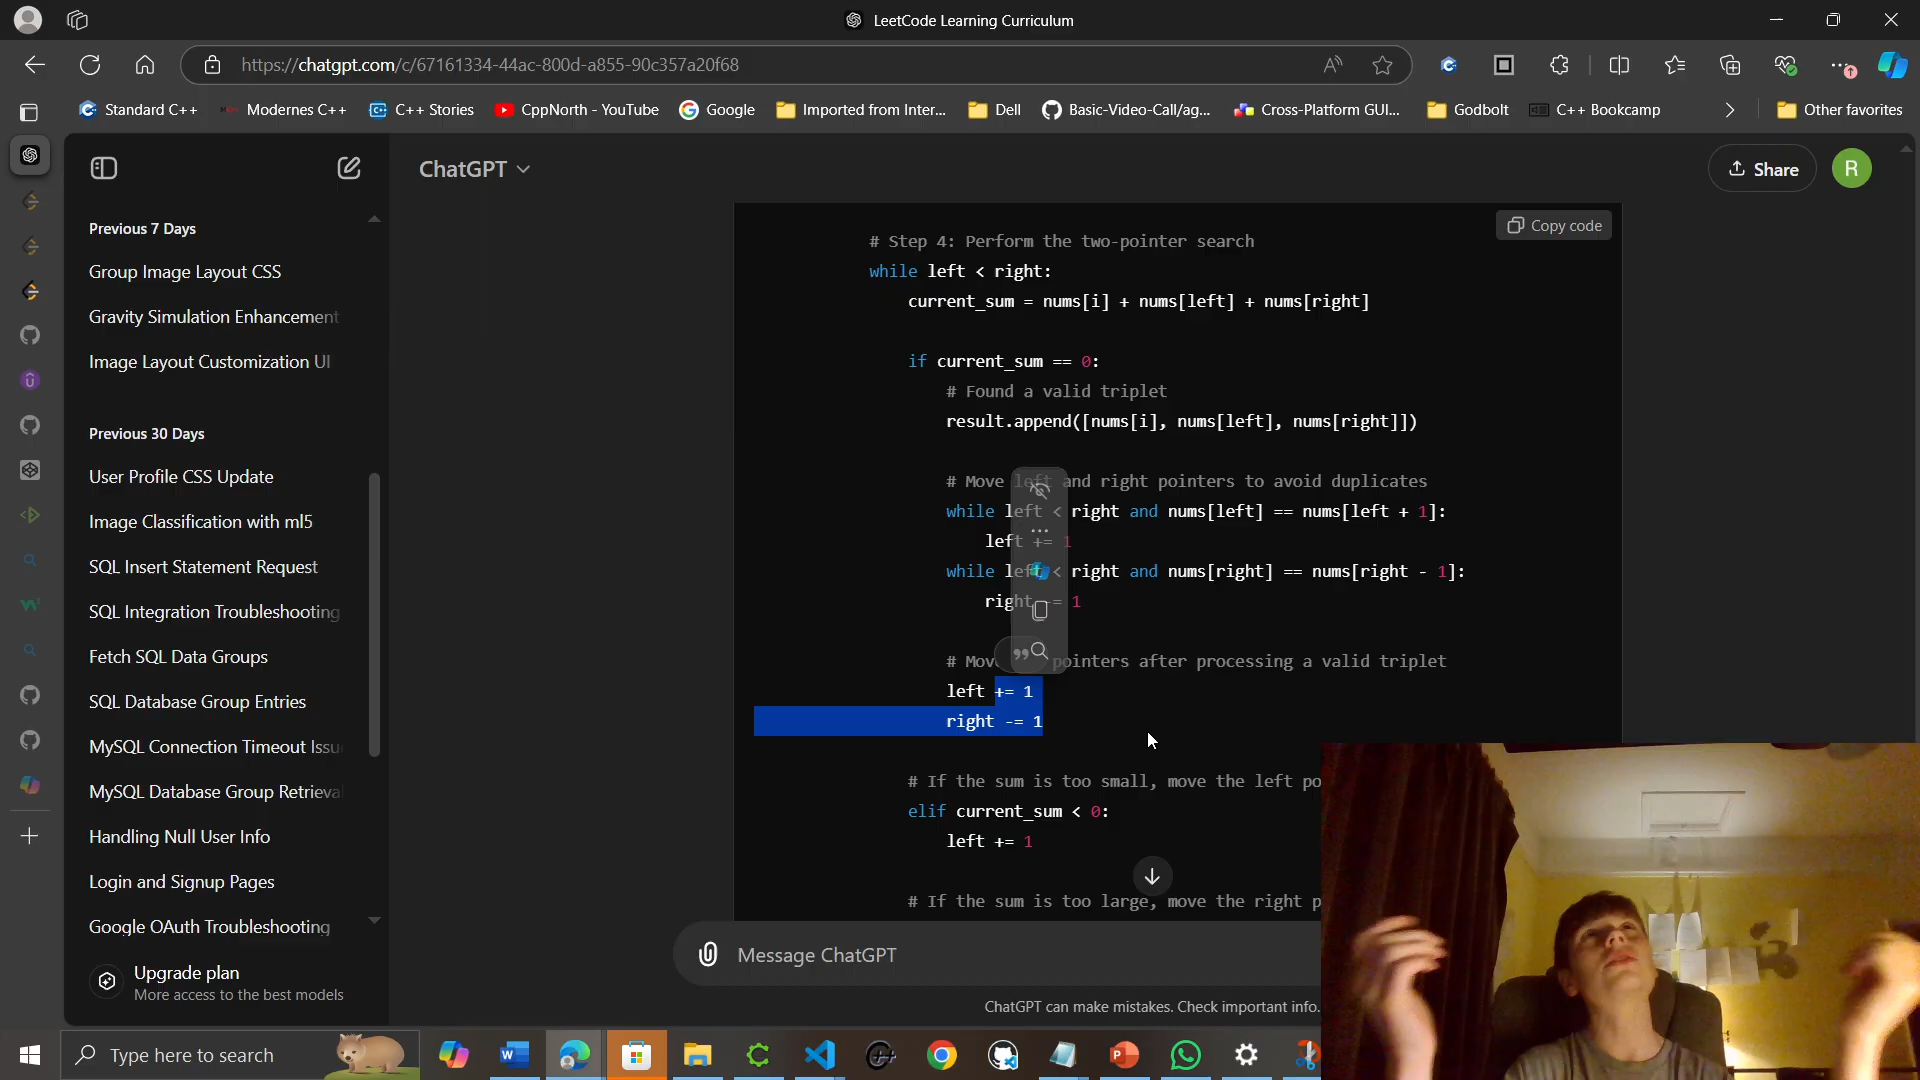 LeetCode Learning Curriculum
https://chatgpt.com/c/67161334-44ac-800d-a855-90c357a20f68
Standard C++
Modernes C++
C++ Stories
CppNorth - YouTube
Google
Imported from Inter...
Dell
Basic-Video-Call/ag...
Cross-Platform GUI...
Godbolt
C++ Bookcamp
Other favorites
ChatGPT
Share
R
Previous 7 Days
Group Image Layout CSS
Gravity Simulation Enhancement
Image Layout Customization UI
Previous 30 Days
User Profile CSS Update
Image Classification with ml5
SQL Insert Statement Request
SQL Integration Troubleshooting
Fetch SQL Data Groups
SQL Database Group Entries
MySQL Connection Timeout Issu
MySQL Database Group Retrieva
Handling Null User Info
Login and Signup Pages
Google OAuth Troubleshooting
Upgrade plan
More access to the best models
Copy code
# Step 4: Perform the two-pointer search
while left < right:
current_sum = nums[i] + nums[left] + nums[right]
if current_sum == 0:
# Found a valid triplet
result.append([nums[i], nums[left], nums[right]])
# Move left and right pointers to avoid duplicates
while left < right and nums[left] == nums[left + 1]:
left += 1
while left < right and nums[right] == nums[right - 1]:
right -= 1
# Mov pointers after processing a valid triplet
left += 1
right -= 1
# If the sum is too small, move the left po
elif current_sum < 0:
left += 1
# If the sum is too large, move the right p
Message ChatGPT
ChatGPT can make mistakes. Check important info.
Type here to search